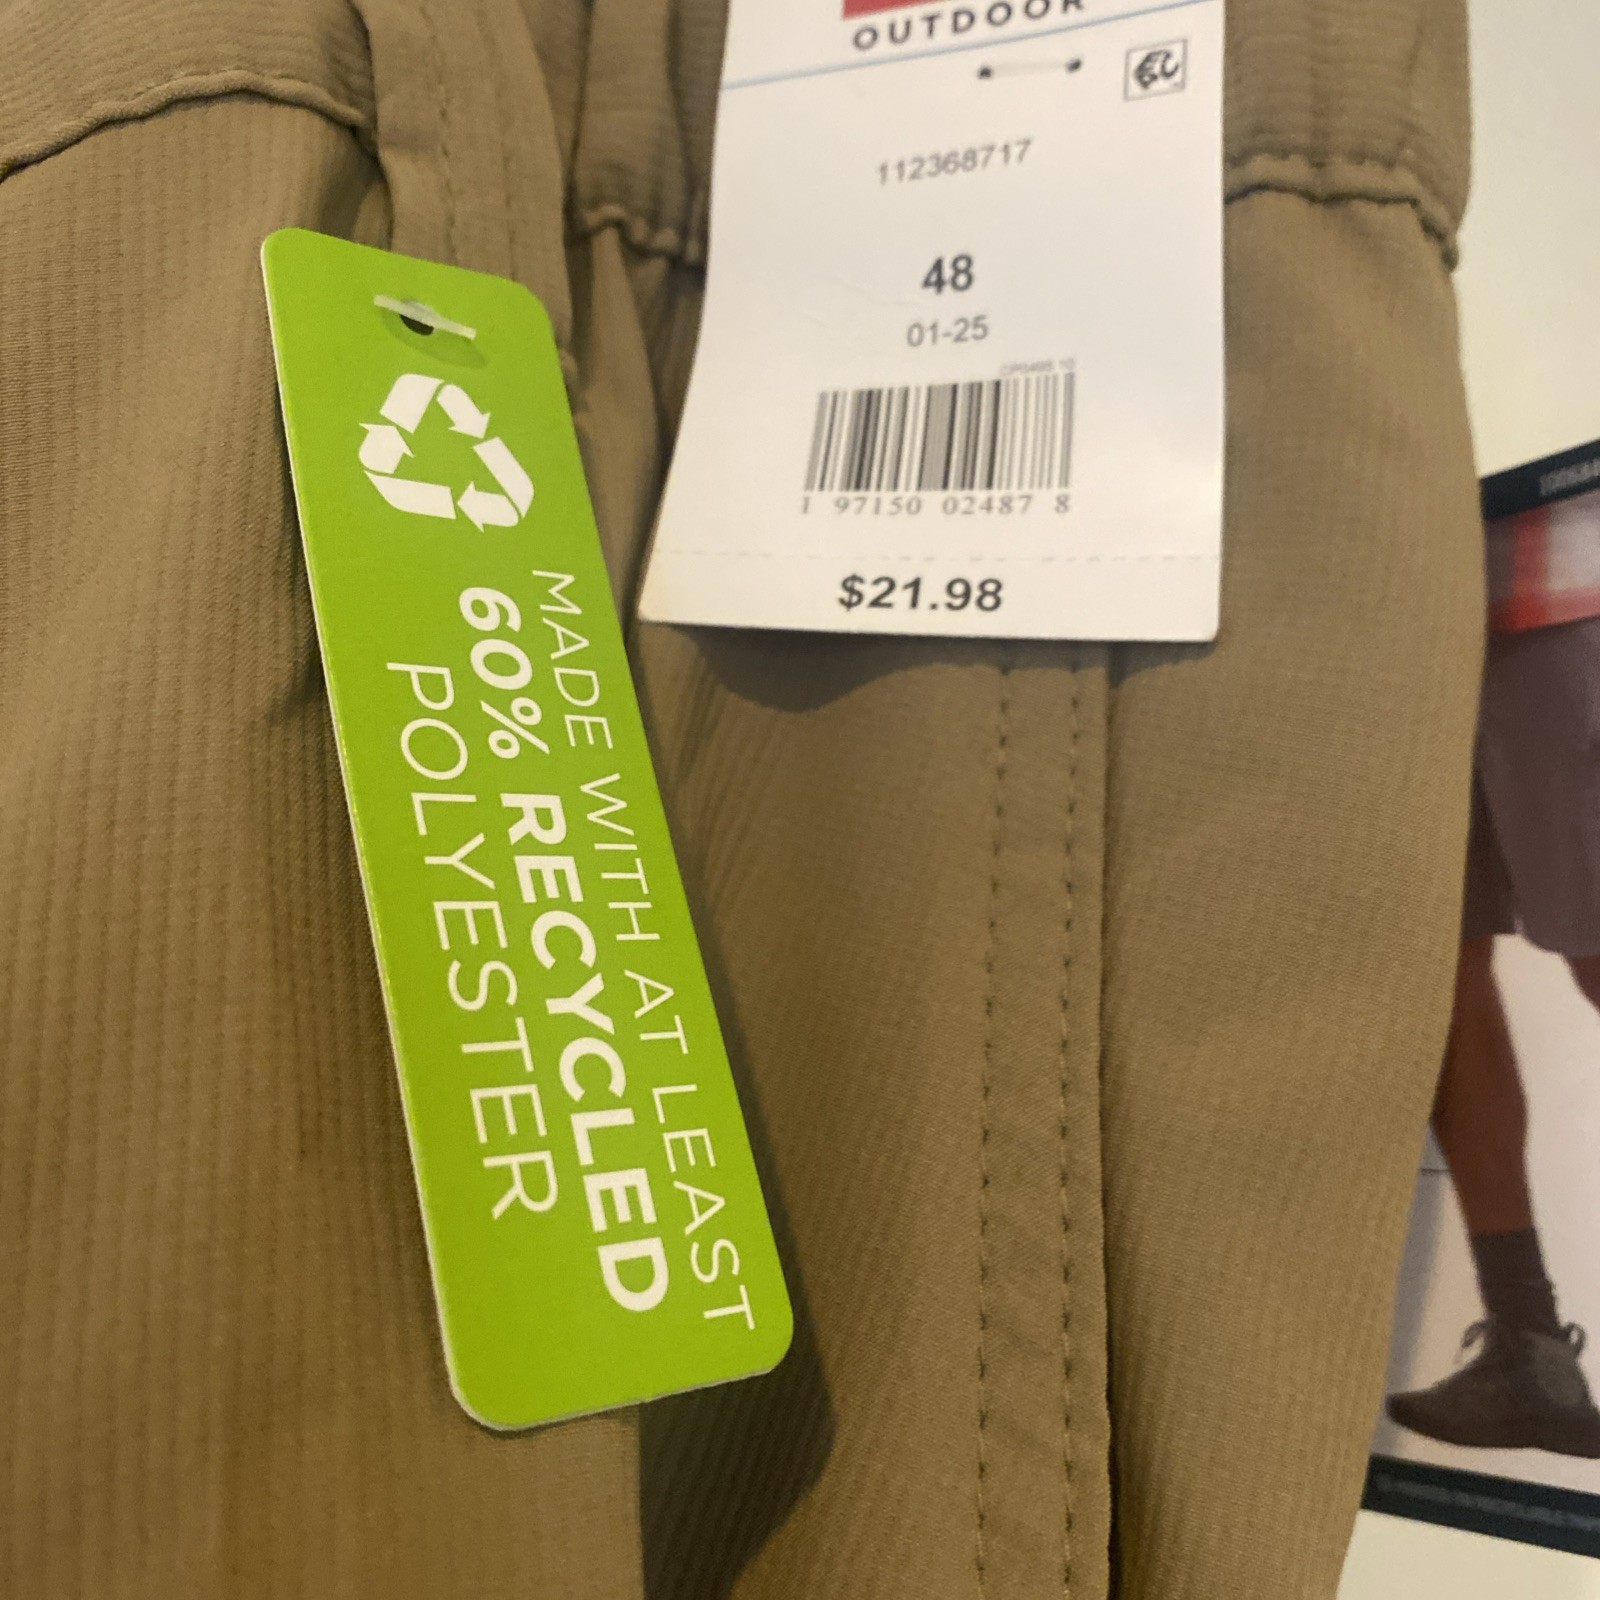 OUTDOOR
112368717
48
01-25
1 97150 02487 8
$21.98
MADE WITH AT LEAST
60% RECYCLED
POLYESTER